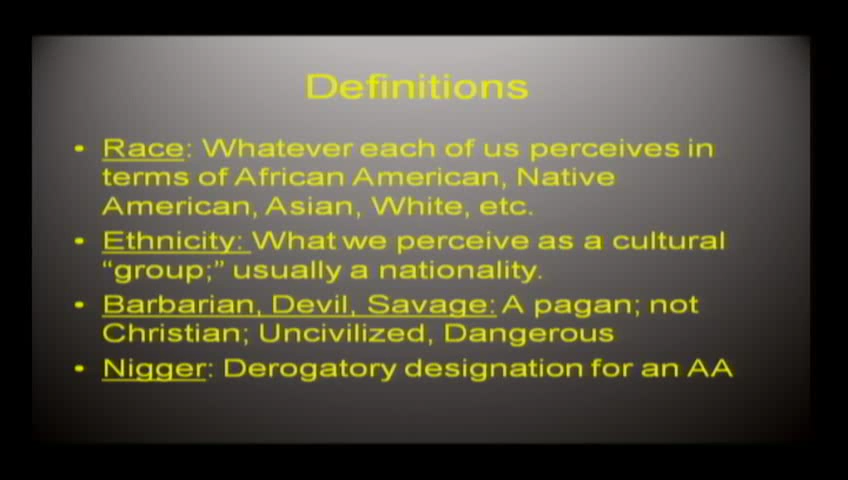 Definitions
• Race: Whatever each of us perceives in
terms of African American, Native
American, Asian, White, etc.
• Ethnicity: What we perceive as a cultural
“group;” usually a nationality.
• Barbarian, Devil, Savage: A pagan; not
Christian; Uncivilized, Dangerous
• Nigger: Derogatory designation for an AA